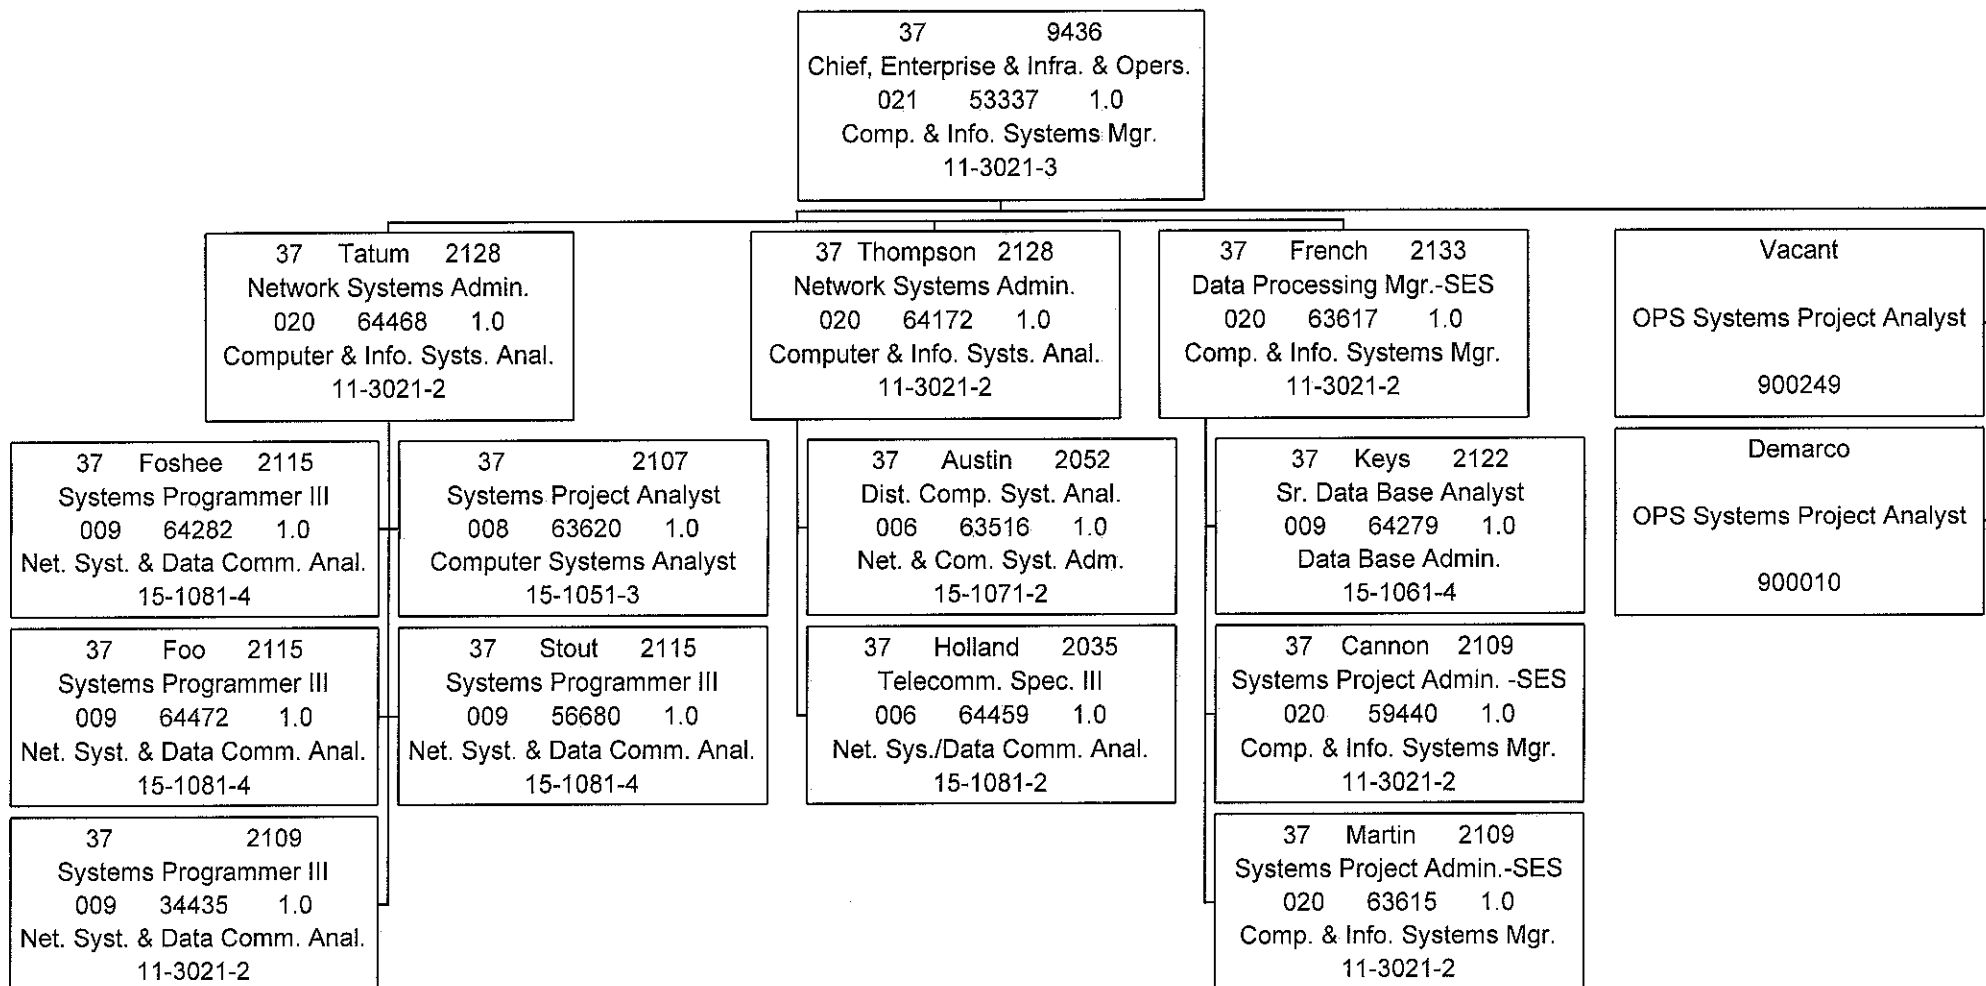 37 9436
Chief, Enterprise & Infra. & Opers.
021 53337 1.0
Comp. & Info. Systems Mgr.
11-3021-3
37 Tatum 2128
Network Systems Admin.
020 64468 1.0
Computer & Info. Systs. Anal.
11-3021-2
37 Thompson 2128
Network Systems Admin.
020 64172 1.0
Computer & Info. Systs. Anal.
11-3021-2
37 French 2133
Data Processing Mgr.-SES
020 63617 1.0
Comp. & Info. Systems Mgr.
11-3021-2
Vacant
OPS Systems Project Analyst
900249
37 Foshee 2115
Systems Programmer III
009 64282 1.0
Net. Syst. & Data Comm. Anal.
15-1081-4
37 2107
Systems Project Analyst
008 63620 1.0
Computer Systems Analyst
15-1051-3
37 Austin 2052
Dist. Comp. Syst. Anal.
006 63516 1.0
Net. & Com. Syst. Adm.
15-1071-2
37 Keys 2122
Sr. Data Base Analyst
009 64279 1.0
Data Base Admin.
15-1061-4
Demarco
OPS Systems Project Analyst
900010
37 Foo 2115
Systems Programmer III
009 64472 1.0
Net. Syst. & Data Comm. Anal.
15-1081-4
37 Stout 2115
Systems Programmer III
009 56680 1.0
Net. Syst. & Data Comm. Anal.
15-1081-4
37 Holland 2035
Telecomm. Spec. III
006 64459 1.0
Net. Sys./Data Comm. Anal.
15-1081-2
37 Cannon 2109
Systems Project Admin. -SES
020 59440 1.0
Comp. & Info. Systems Mgr.
11-3021-2
37 2109
Systems Programmer III
009 34435 1.0
Net. Syst. & Data Comm. Anal.
11-3021-2
37 Martin 2109
Systems Project Admin.-SES
020 63615 1.0
Comp. & Info. Systems Mgr.
11-3021-2